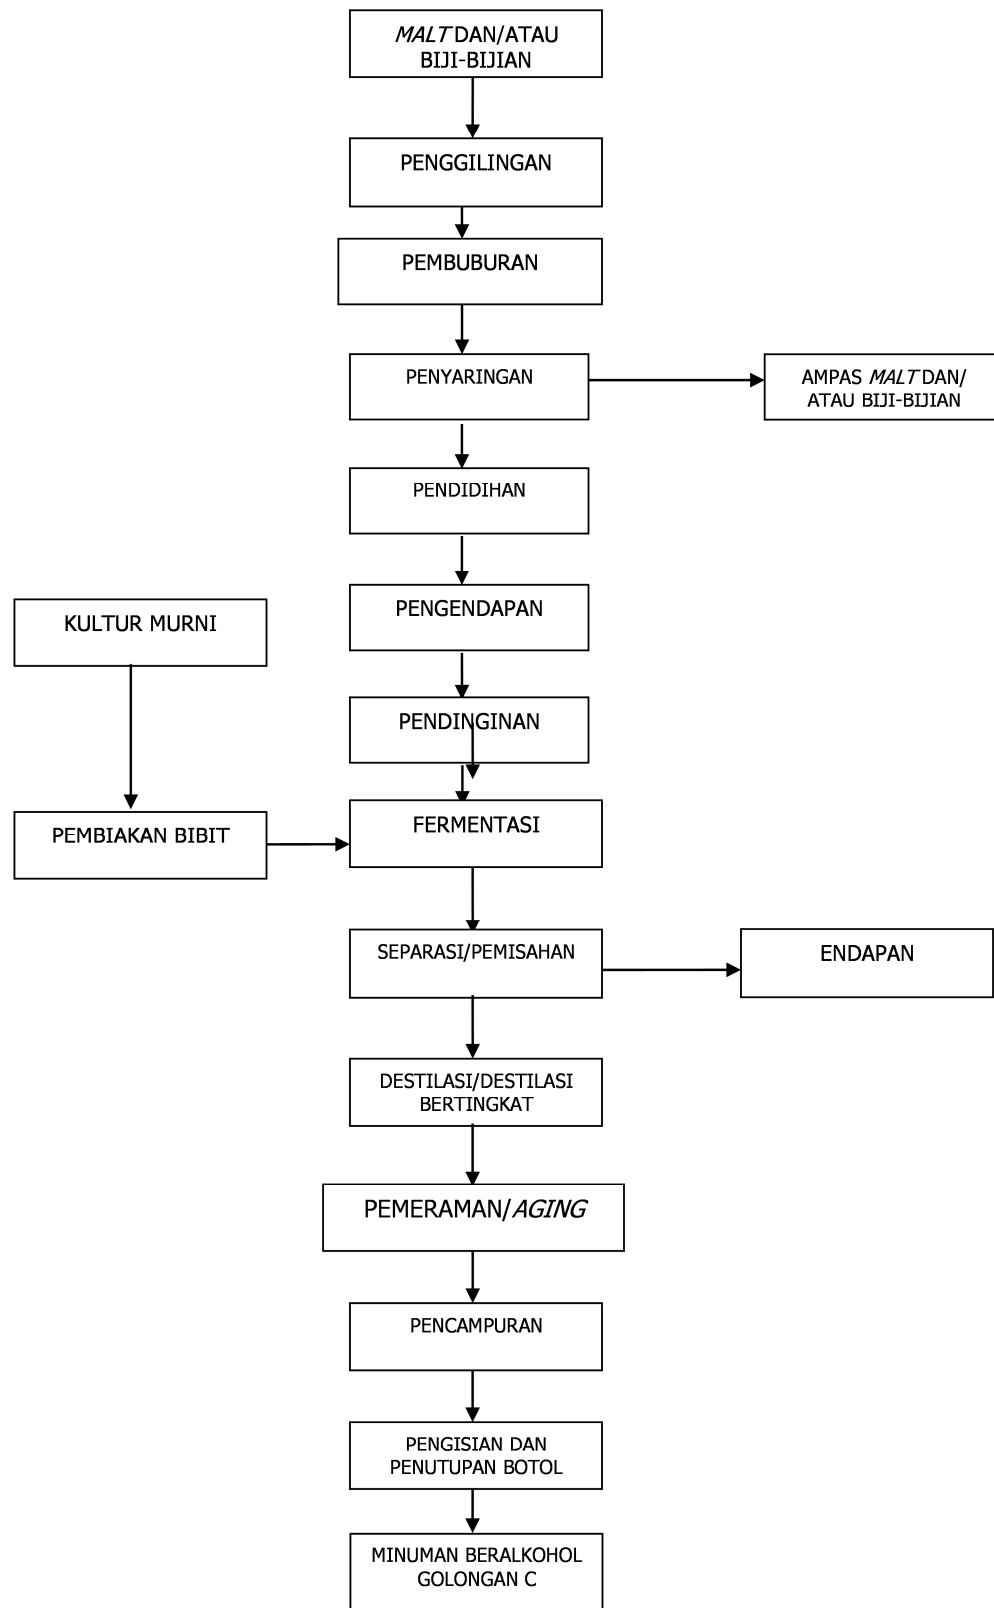 MALT DAN/ATAU
BIJI-BIJIAN
PENGGILINGAN
PEMBUBURAN
PENYARINGAN
AMPAS MALT DAN/
ATAU BIJI-BIJIAN
PENDIDIHAN
PENGENDAPAN
KULTUR MURNI
PENDINGINAN
PEMBIAKAN BIBIT
FERMENTASI
SEPARASI/PEMISAHAN
ENDAPAN
DESTILASI/DESTILASI
BERTINGKAT
PEMERAMAN/AGING
PENCAMPURAN
PENGISIAN DAN
PENUTUPAN BOTOL
MINUMAN BERALKOHOL
GOLONGAN C